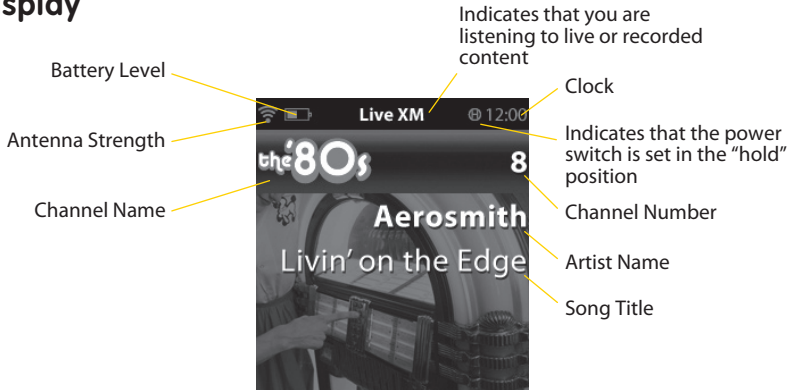 splay
Indicates that you are
listening to live or recorded
content
Battery Level
Clock
Live XM
12:00
Antenna Strength
Indicates that the power
switch is set in the “hold”
position
the '80s
8
Channel Name
Channel Number
Aerosmith
Livin’ on the Edge
Artist Name
Song Title